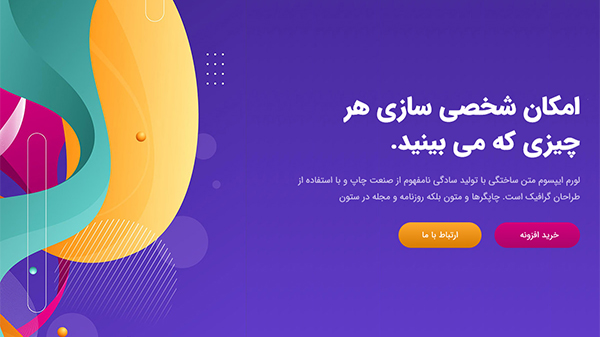 امکان شخصی سازی هر
چیزی که می بینید.
لورم ایپسوم متن ساختگی با تولید سادگی نامفهوم از صنعت چاپ و با استفاده از
طراحان گرافیک است. چاپگرها و متون بلکه روزنامه و مجله در ستون
خرید افزونه
ارتباط با ما